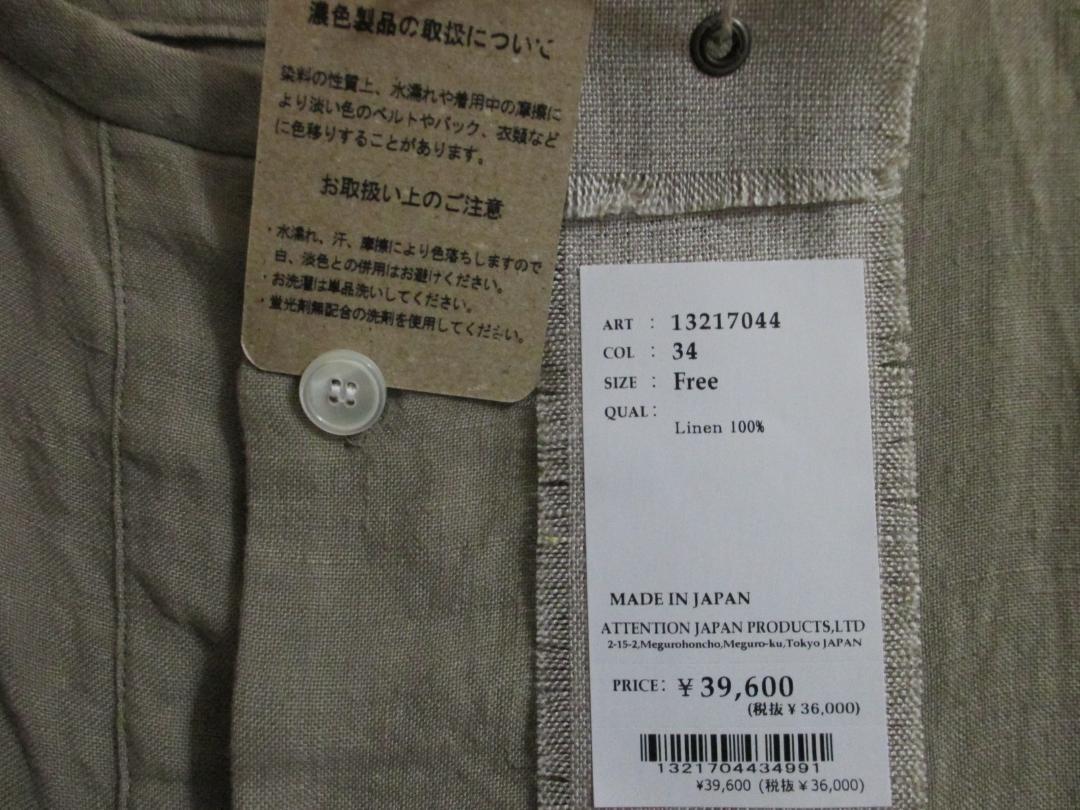 濃色製品の取扱について
染料の性質上、水濡れや着用中の摩擦に
より淡い色のベルトやバック、衣類など
に色移りすることがあります。
お取扱い上のご注意
・水濡れ、汗、摩擦により色落ちしますので
白、淡色との併用はお避けください。
・お洗濯は単品洗いしてください。
・蛍光剤無配合の洗剤を使用してください。
ART : 13217044
COL : 34
SIZE : Free
QUAL :
Linen 100%
MADE IN JAPAN
ATTENTION JAPAN PRODUCTS,LTD
2-15-2,Megurohoncho,Meguro-ku,Tokyo JAPAN
PRICE: ¥39,600
(税抜¥36,000)
1321704434991
¥39,600 (税抜¥36,000)